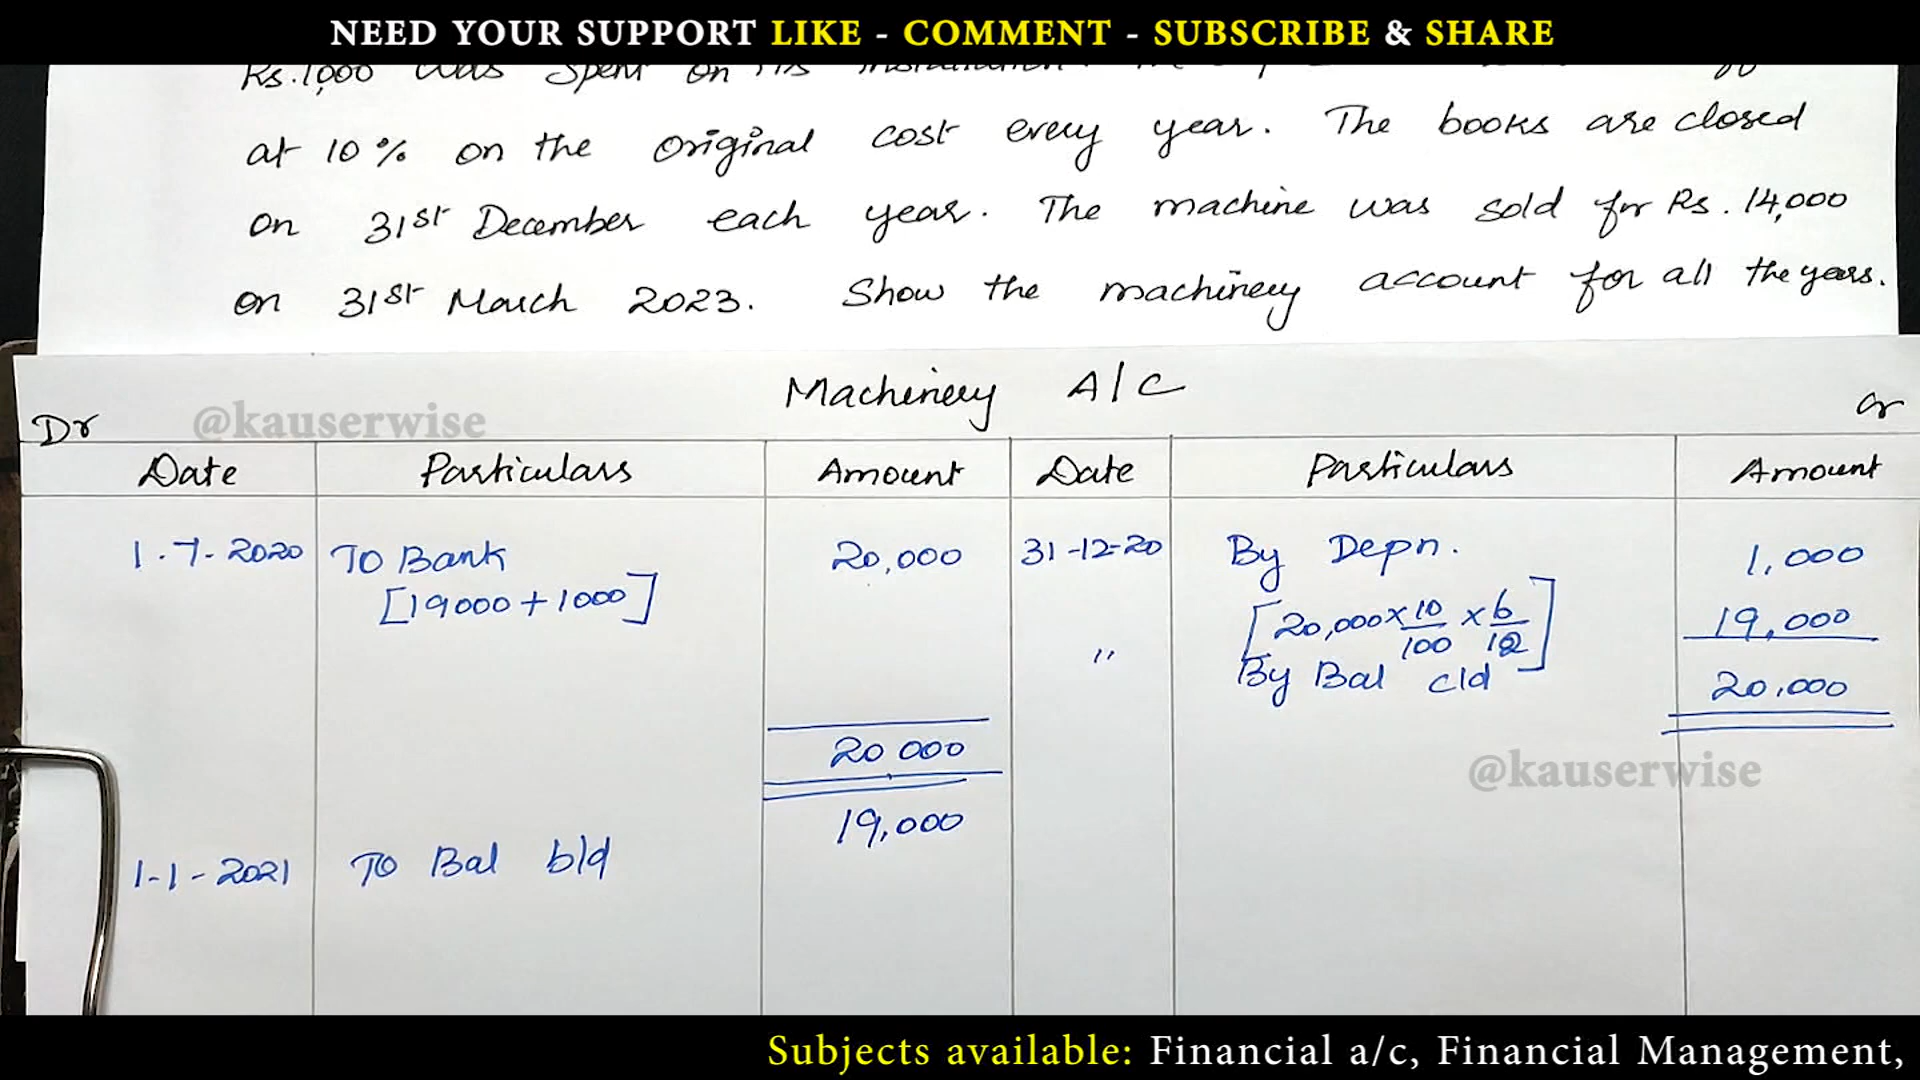 NEED YOUR SUPPORT LIKE - COMMENT - SUBSCRIBE & SHARE
Rs.1,000 was spent on its installation.
at 10% on the original cost every year. The books are closed
on 31st December each year. The machine was sold for Rs. 14,000
on 31st March 2023. Show the machinery account for all the years.
Machinery A/C
Dr @kauserwise Cr
Date Particulars Amount Date Particulars Amount
1.7.2020 To Bank 20,000 31-12-20 By Depn. 1,000
[19000+1000] [20,000×10/100×6/12] 19,000
" By Bal c/d 20,000
20 000
@kauserwise
19,000
1-1-2021 To Bal b/d
Subjects available: Financial a/c, Financial Management,